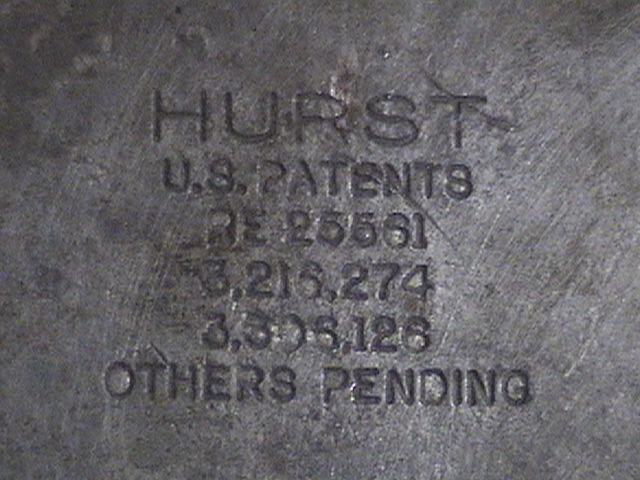 HURST
U.S. PATENTS
RE 25561
3,216,274
3,306,126
OTHERS PENDING